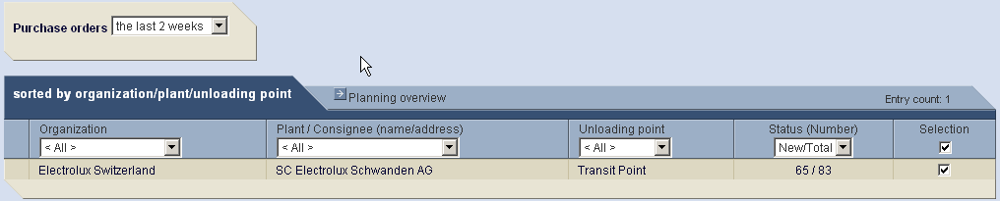 Purchase orders the last 2 weeks
sorted by organization/plant/unloading point Planning overview Entry count: 1
Organization Plant / Consignee (name/address) Unloading point Status (Number) Selection
< All > < All > < All > New/Total
Electrolux Switzerland SC Electrolux Schwanden AG Transit Point 65 / 83